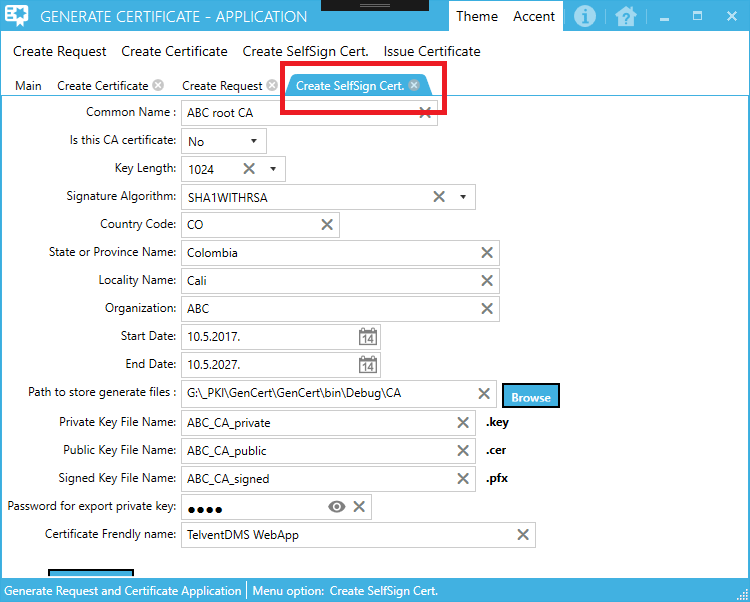 GENERATE CERTIFICATE - APPLICATION Theme Accent
Create Request Create Certificate Create SelfSign Cert. Issue Certificate
Main Create Certificate Create Request Create SelfSign Cert.
Common Name : ABC root CA
Is this CA certificate: No
Key Length: 1024
Signature Algorithm: SHA1WITHRSA
Country Code: CO
State or Province Name: Colombia
Locality Name: Cali
Organization: ABC
Start Date: 10.5.2017. 14
End Date: 10.5.2027. 14
Path to store generate files : G:\_PKI\GenCert\GenCert\bin\Debug\CA Browse
Private Key File Name: ABC_CA_private .key
Public Key File Name: ABC_CA_public .cer
Signed Key File Name: ABC_CA_signed .pfx
Password for export private key: ●●●●
Certificate Frendly name: TelventDMS WebApp
Generate Request and Certificate Application Menu option: Create SelfSign Cert.